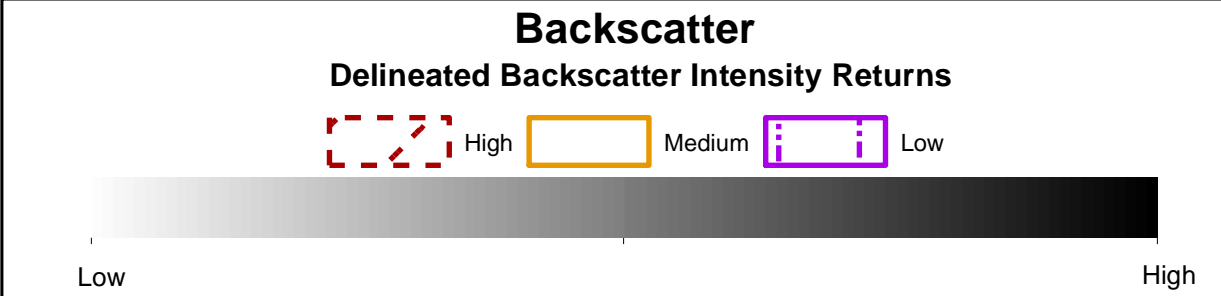 Backscatter
Delineated Backscatter Intensity Returns
High Medium Low
Low High